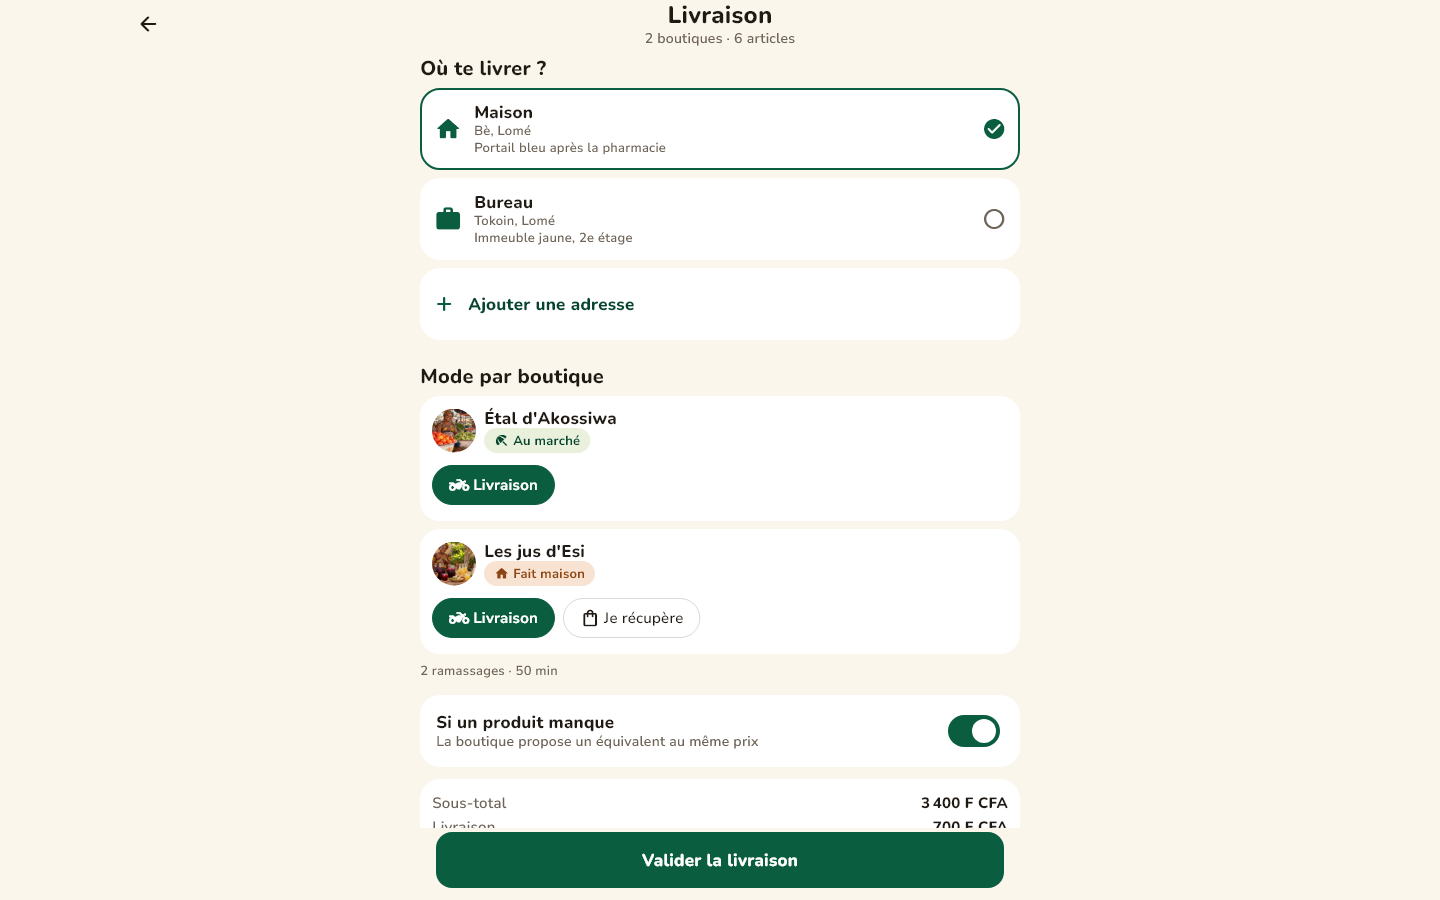 Livraison
2 boutiques · 6 articles
Où te livrer ?
Maison
Bè, Lomé
Portail bleu après la pharmacie
Bureau
Tokoin, Lomé
Immeuble jaune, 2e étage
Ajouter une adresse
Mode par boutique
Étal d'Akossiwa
Au marché
Livraison
Les jus d'Esi
Fait maison
Livraison Je récupère
2 ramassages · 50 min
Si un produit manque
La boutique propose un équivalent au même prix
Sous-total 3 400 F CFA
Livraison 700 F CFA
Valider la livraison